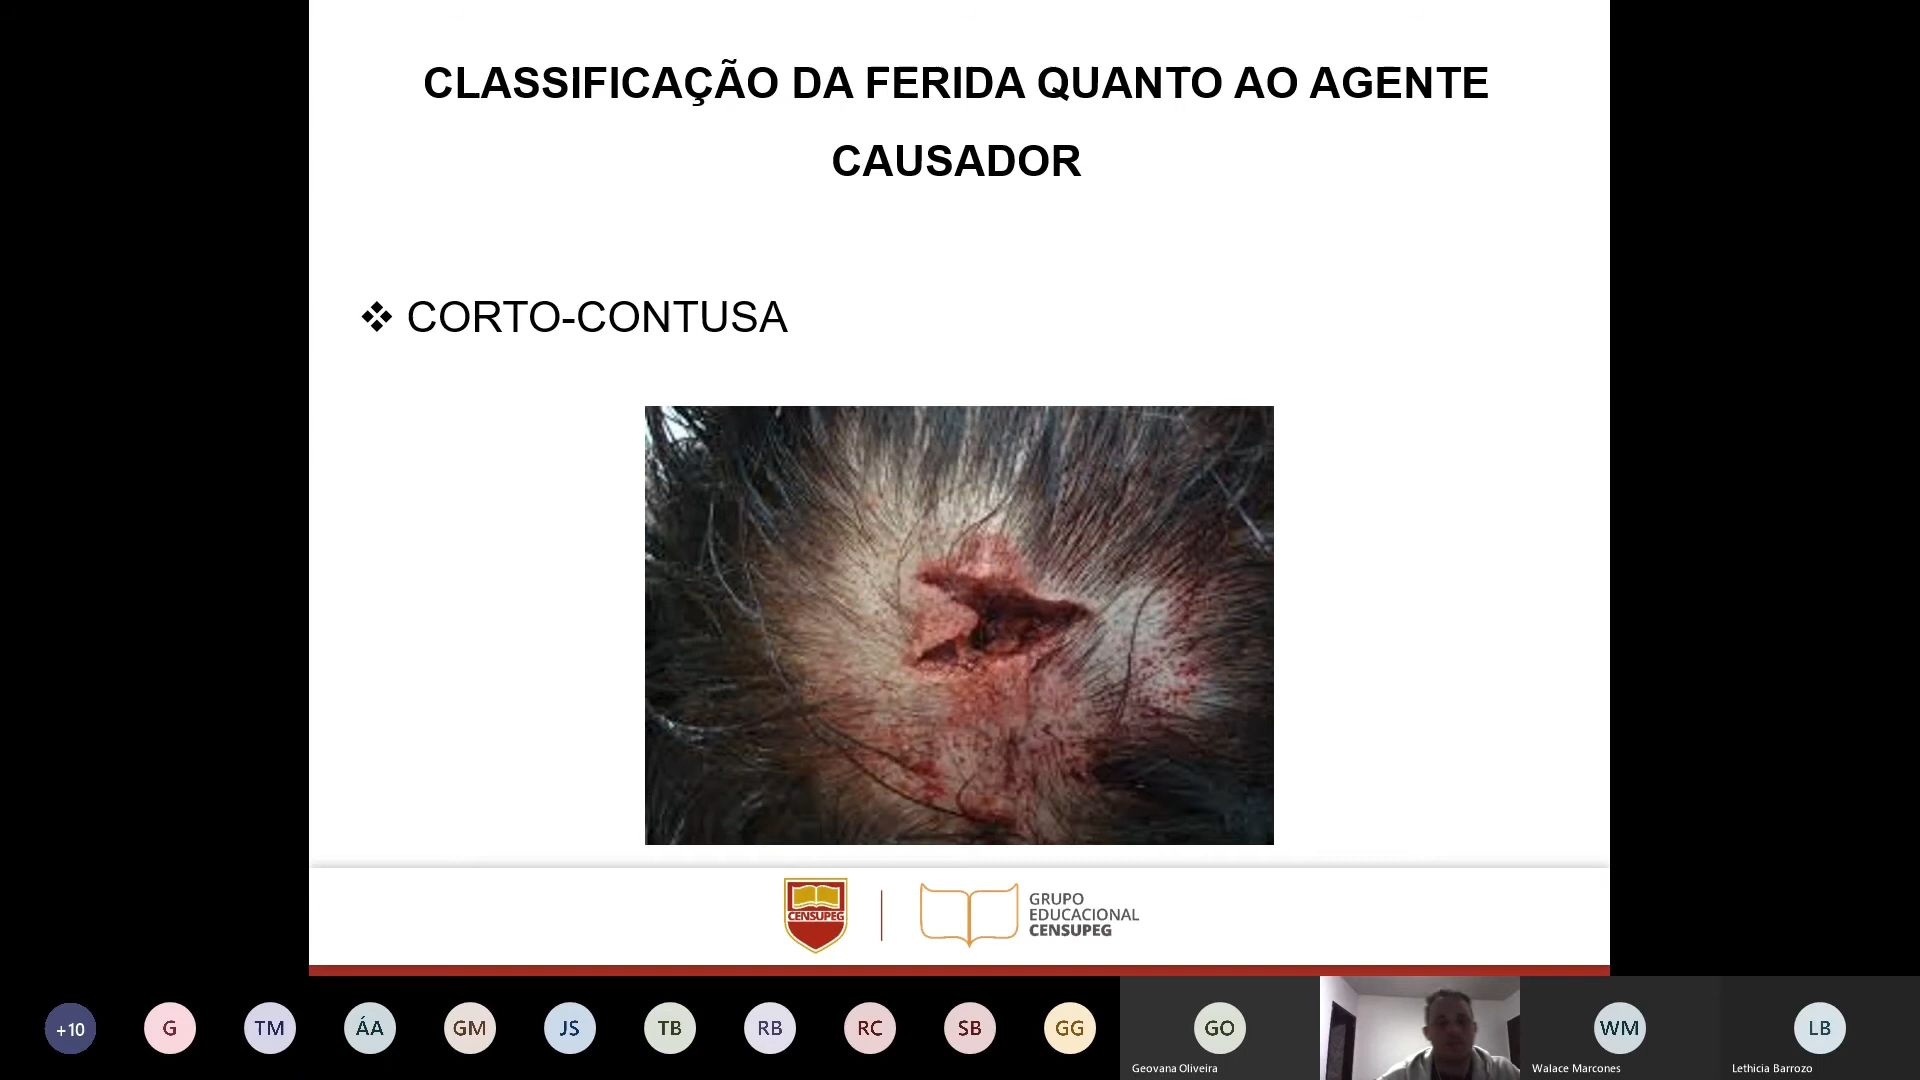 CLASSIFICAÇÃO DA FERIDA QUANTO AO AGENTE
CAUSADOR
CORTO-CONTUSA
CENSUPEG
GRUPO
EDUCACIONAL
CENSUPEG
+10
G
TM
ÁA
GM
JS
TB
RB
RC
SB
GG
GO
WM
LB
Geovana Oliveira
Walace Marcones
Lethicia Barrozo